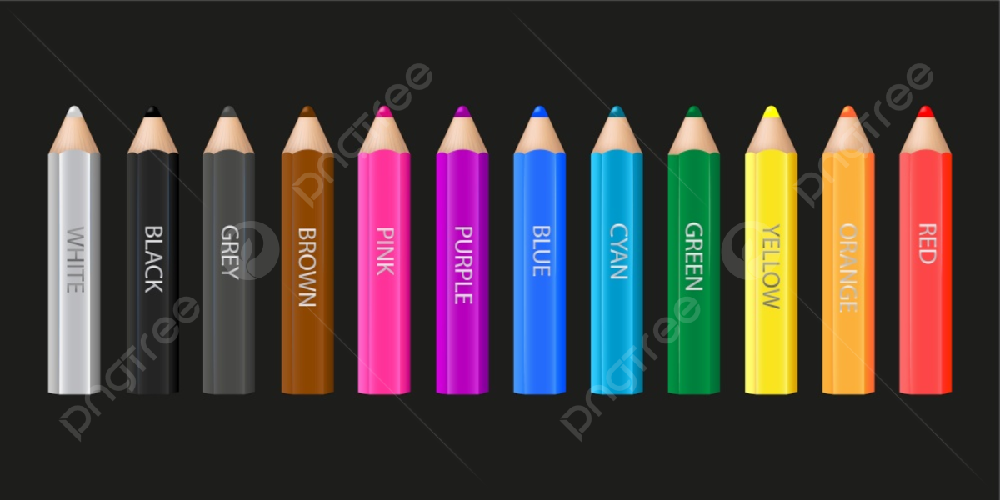 WHITE
BLACK
GREY
BROWN
PINK
PURPLE
BLUE
CYAN
GREEN
YELLOW
ORANGE
RED
pngtree
pngtree
pngtree
pngtree